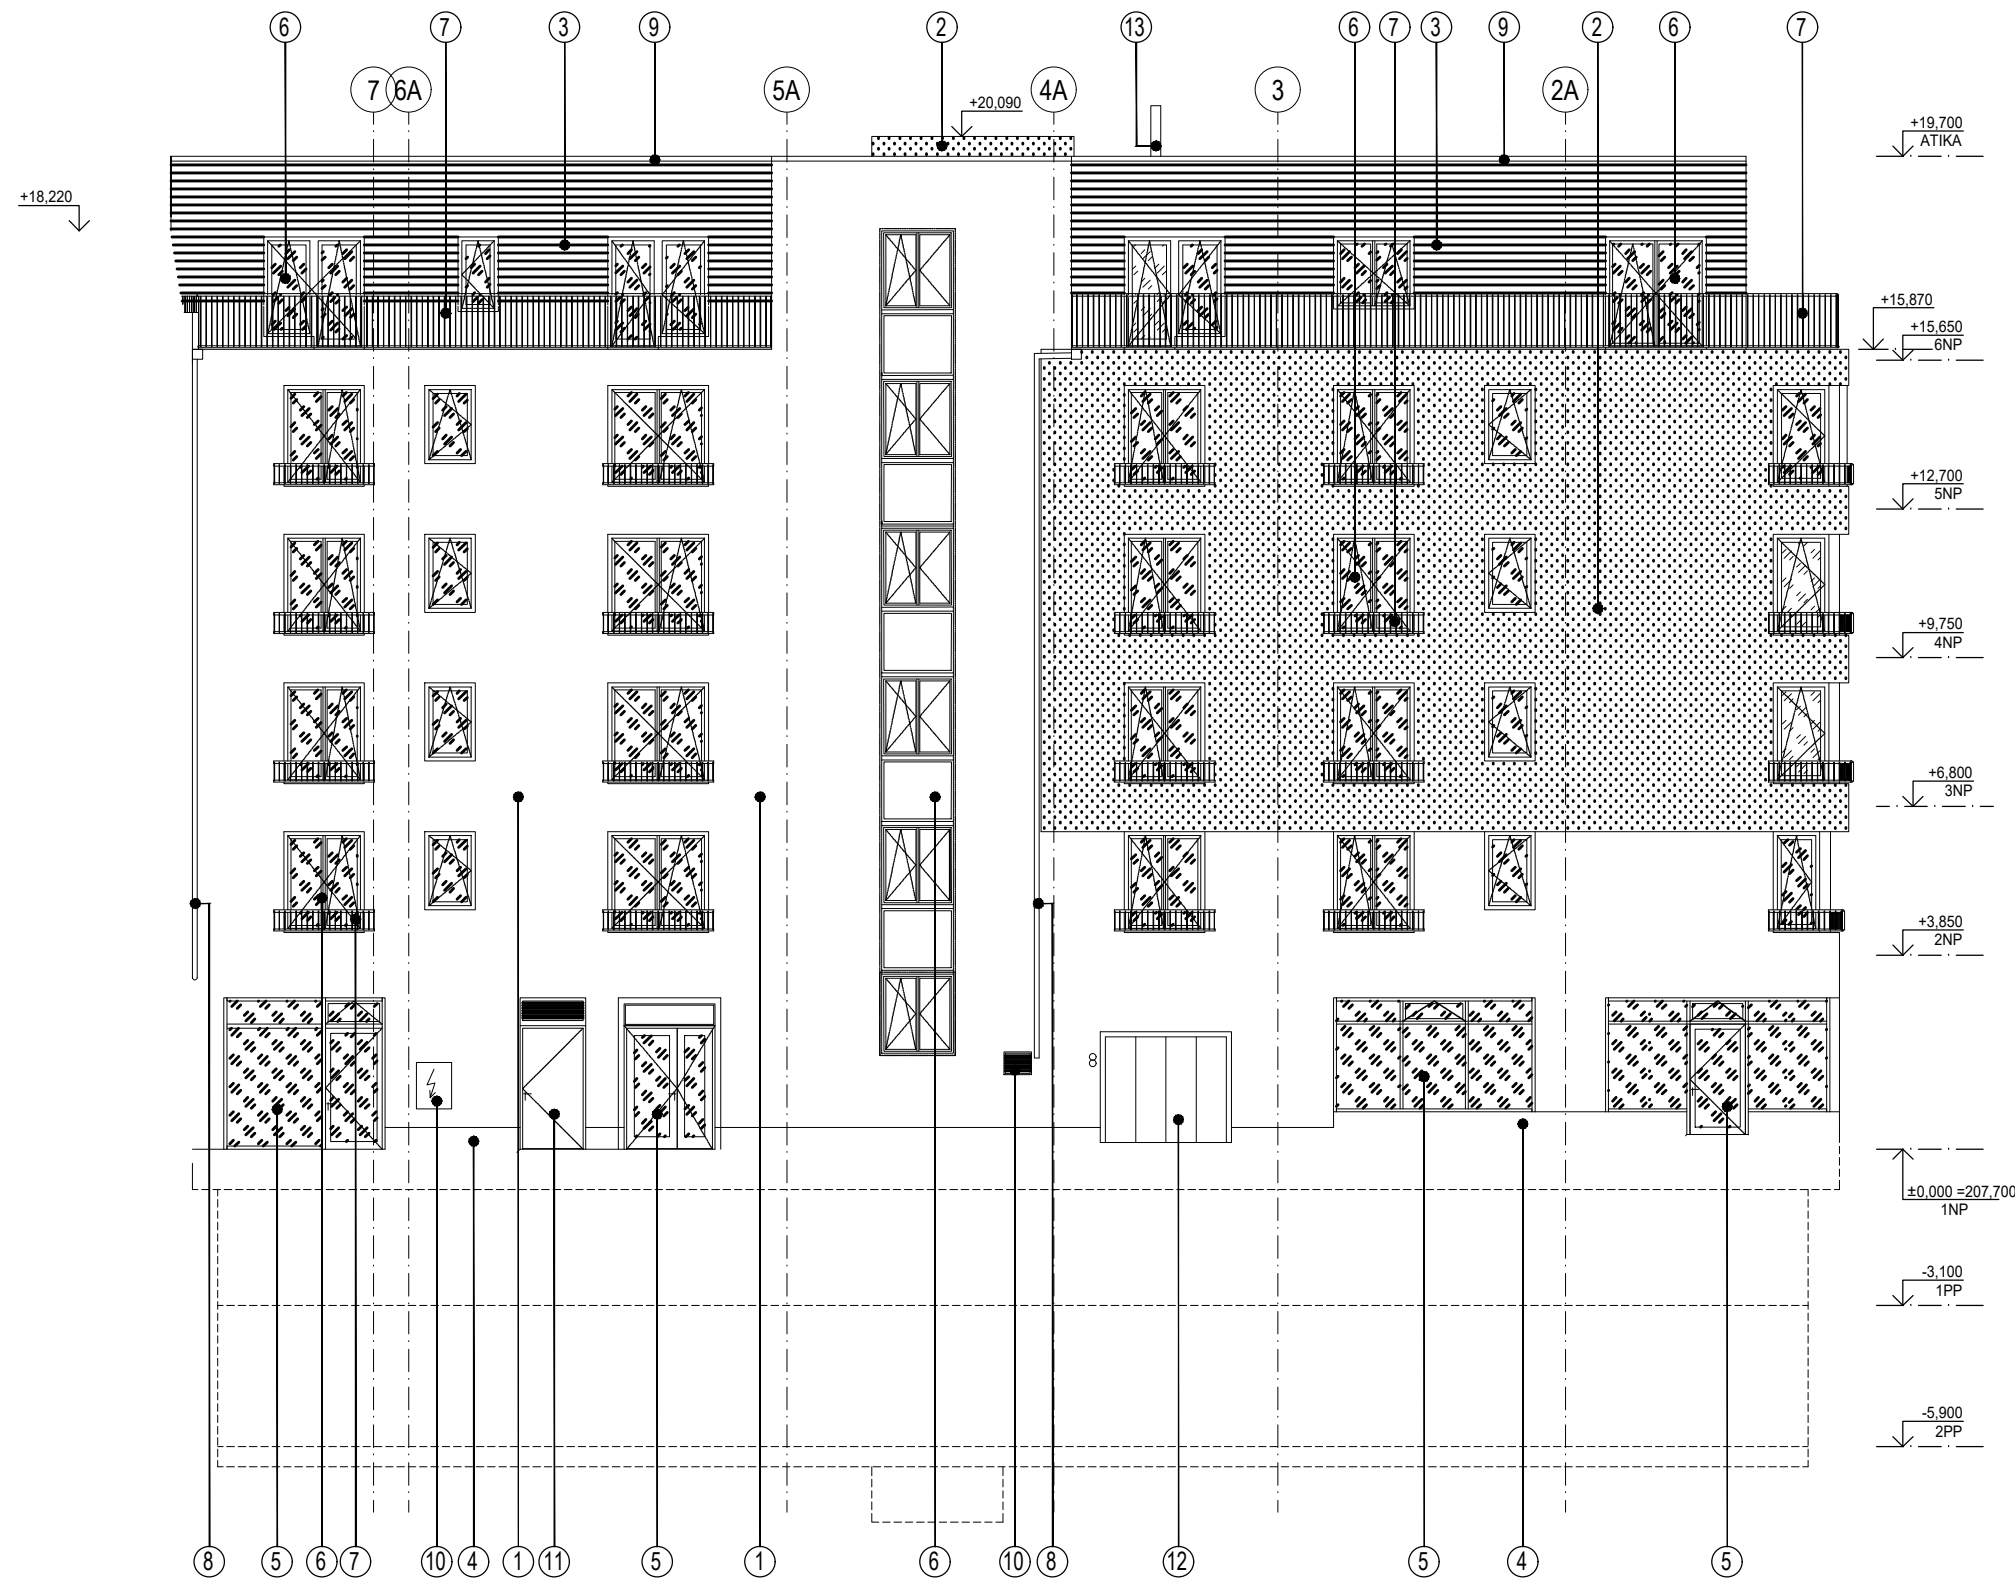 6 7 3 9 2 13 6 7 3 9 2 6 7
7 6A 5A 4A 3 2A
+20,090
+19,700
ATIKA
+18,220
+15,870
+15,650
6NP
+12,700
5NP
+9,750
4NP
+6,800
3NP
+3,850
2NP
±0,000 =207,700
1NP
-3,100
1PP
-5,900
2PP
8 5 6 7 10 4 1 11 5 1 6 10 8 12 5 4 5